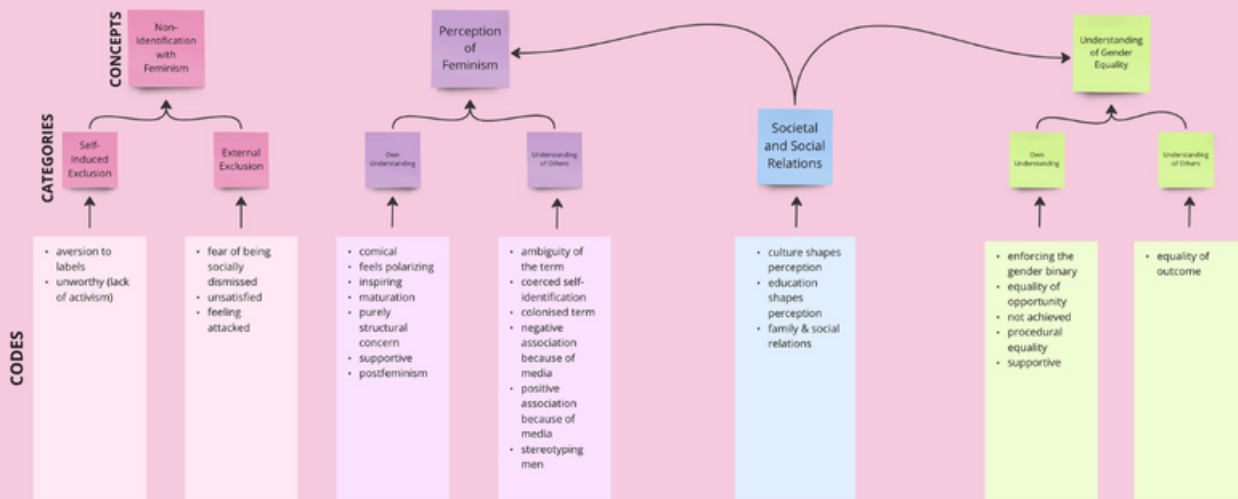 CONCEPTS
Non-
Identification
with
Feminism
Perception
of
Feminism
Understanding
of Gender
Equality
CATEGORIES
Self-
Induced
Exclusion
External
Exclusion
Own
Understanding
Understanding
of Others
Societal
and Social
Relations
Own
Understanding
Understanding
of Others
CODES
• aversion to
labels
• unworthy (lack
of activism)
• fear of being
socially
dismissed
• unsatisfied
• feeling
attacked
• comical
• feels polarizing
• inspiring
• maturation
• purely
structural
concern
• supportive
• postfeminism
• ambiguity of
the term
• coerced self-
identification
• colonised term
• negative
association
because of
media
• positive
association
because of
media
• stereotyping
men
• culture shapes
perception
• education
shapes
perception
• family & social
relations
• enforcing the
gender binary
• equality of
opportunity
• not achieved
• procedural
equality
• supportive
• equality of
outcome